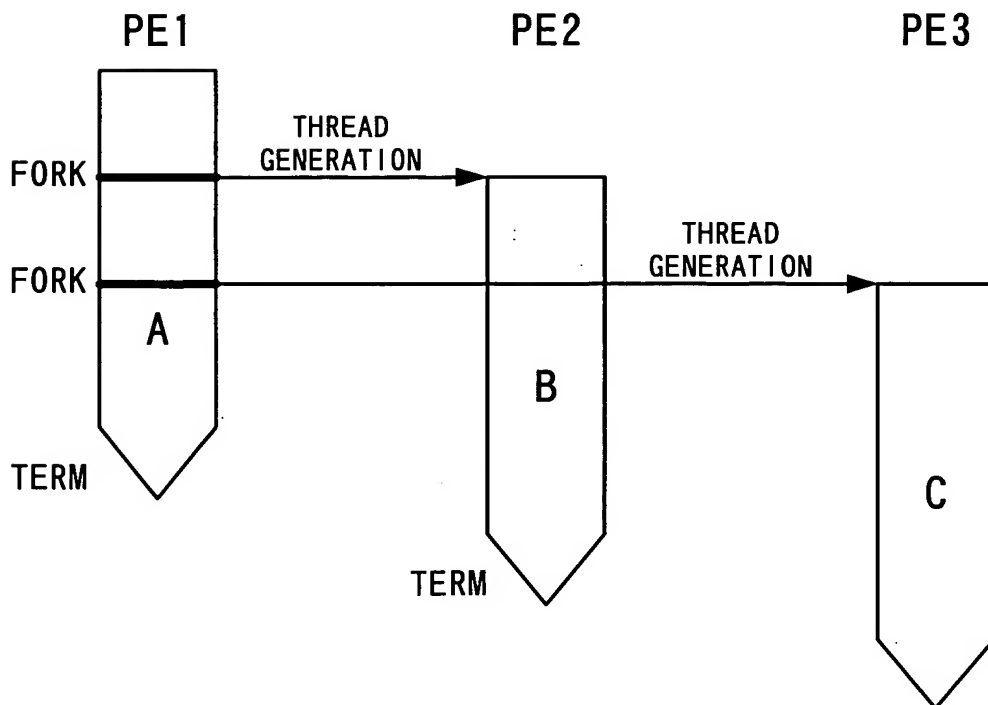 PE1
PE2
PE3
THREAD
GENERATION
FORK
THREAD
GENERATION
FORK
A
B
TERM
C
TERM